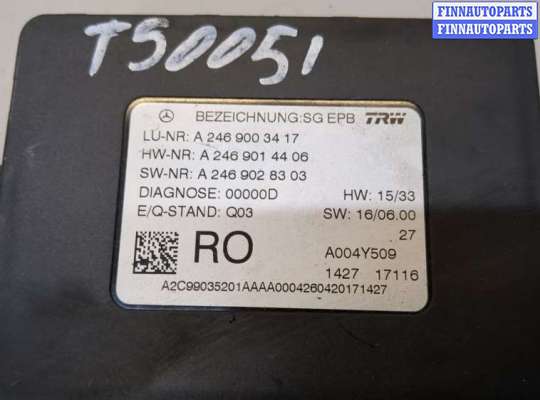 FINNAUTOPARTS
FINNAUTOPARTS
T50051
BEZEICHNUNG:SG EPB TRW
LU-NR: A 246 900 34 17
HW-NR: A 246 901 44 06
SW-NR: A 246 902 83 03
DIAGNOSE: 00000D HW: 15/33
E/Q-STAND: Q03 SW: 16/06.00
27
RO A004Y509
1427 17116
A2C99035201AAAA0004260420171427